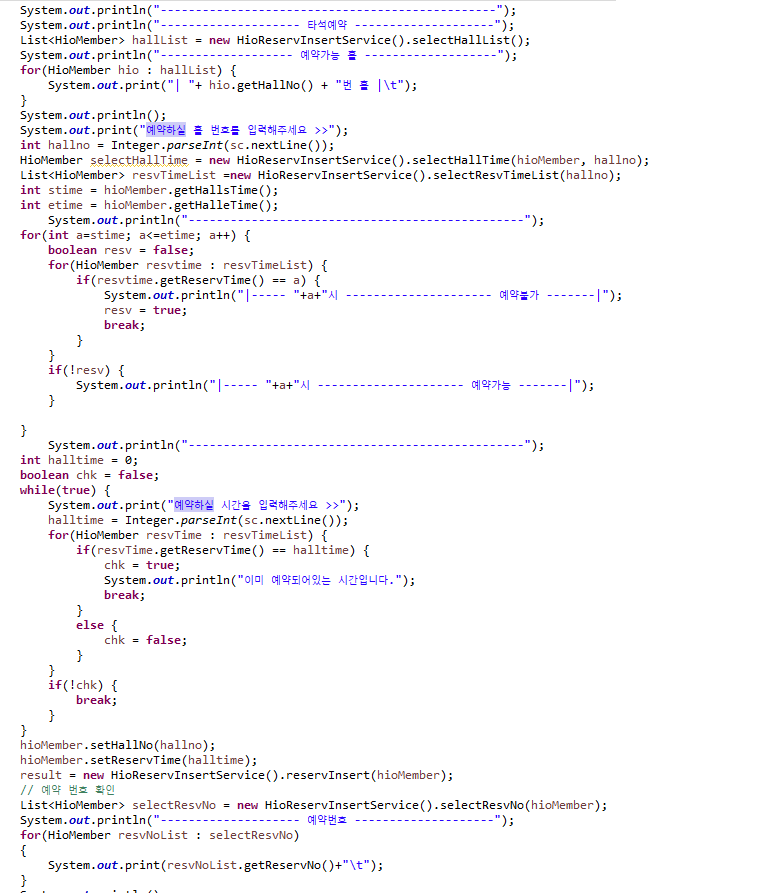 System.out.println("------------------------------------------------");
System.out.println("-------------------- 타석예약 --------------------");
List<HioMember> hallList = new HioReservInsertService().selectHallList();
System.out.println("------------------- 예약가능 홀 -------------------");
for(HioMember hio : hallList) {
System.out.print("| "+ hio.getHallNo() + "번 홀 |\t");
}
System.out.println();
System.out.print("예약하실 홀 번호를 입력해주세요 >>");
int hallno = Integer.parseInt(sc.nextLine());
HioMember selectHallTime = new HioReservInsertService().selectHallTime(hioMember, hallno);
List<HioMember> resvTimeList =new HioReservInsertService().selectResvTimeList(hallno);
int stime = hioMember.getHallsTime();
int etime = hioMember.getHalleTime();
System.out.println("------------------------------------------------");
for(int a=stime; a<=etime; a++) {
boolean resv = false;
for(HioMember resvtime : resvTimeList) {
if(resvtime.getReservTime() == a) {
System.out.println("|----- "+a+"시 --------------------- 예약불가 -------|");
resv = true;
break;
}
}
if(!resv) {
System.out.println("|----- "+a+"시 --------------------- 예약가능 -------|");
}
}
System.out.println("------------------------------------------------");
int halltime = 0;
boolean chk = false;
while(true) {
System.out.print("예약하실 시간을 입력해주세요 >>");
halltime = Integer.parseInt(sc.nextLine());
for(HioMember resvTime : resvTimeList) {
if(resvTime.getReservTime() == halltime) {
chk = true;
System.out.println("이미 예약되어있는 시간입니다.");
break;
}
else {
chk = false;
}
}
if(!chk) {
break;
}
}
hioMember.setHallNo(hallno);
hioMember.setReservTime(halltime);
result = new HioReservInsertService().reservInsert(hioMember);
// 예약 번호 확인
List<HioMember> selectResvNo = new HioReservInsertService().selectResvNo(hioMember);
System.out.println("-------------------- 예약번호 --------------------");
for(HioMember resvNoList : selectResvNo)
{
System.out.print(resvNoList.getReservNo()+"\t");
}